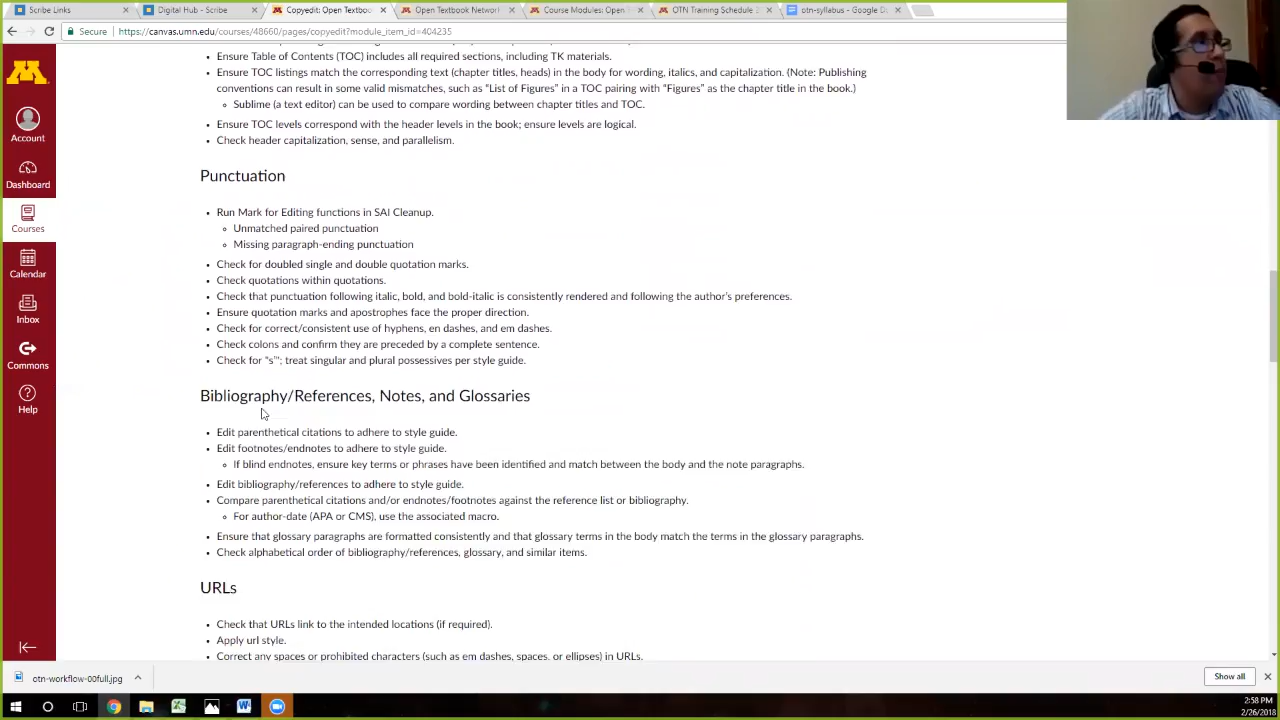 Scribe Links
Digital Hub - Scribe
Copyedit: Open Textboo
Open Textbook Network
Course Modules: Open
OTN Training Schedule
otn-syllabus - Google D
Secure
https://canvas.umn.edu/courses/48660/pages/copyedit?module_item_id=404235
Account
Dashboard
Courses
Calendar
Inbox
Commons
Help
Ensure Table of Contents (TOC) includes all required sections, including TK materials.
Ensure TOC listings match the corresponding text (chapter titles, heads) in the body for wording, italics, and capitalization. (Note: Publishing
conventions can result in some valid mismatches, such as “List of Figures” in a TOC pairing with “Figures” as the chapter title in the book.)
Sublime (a text editor) can be used to compare wording between chapter titles and TOC.
Ensure TOC levels correspond with the header levels in the book; ensure levels are logical.
Check header capitalization, sense, and parallelism.
Punctuation
Run Mark for Editing functions in SAI Cleanup.
Unmatched paired punctuation
Missing paragraph-ending punctuation
Check for doubled single and double quotation marks.
Check quotations within quotations.
Check that punctuation following italic, bold, and bold-italic is consistently rendered and following the author’s preferences.
Ensure quotation marks and apostrophes face the proper direction.
Check for correct/consistent use of hyphens, en dashes, and em dashes.
Check colons and confirm they are preceded by a complete sentence.
Check for “s’”; treat singular and plural possessives per style guide.
Bibliography/References, Notes, and Glossaries
Edit parenthetical citations to adhere to style guide.
Edit footnotes/endnotes to adhere to style guide.
If blind endnotes, ensure key terms or phrases have been identified and match between the body and the note paragraphs.
Edit bibliography/references to adhere to style guide.
Compare parenthetical citations and/or endnotes/footnotes against the reference list or bibliography.
For author-date (APA or CMS), use the associated macro.
Ensure that glossary paragraphs are formatted consistently and that glossary terms in the body match the terms in the glossary paragraphs.
Check alphabetical order of bibliography/references, glossary, and similar items.
URLs
Check that URLs link to the intended locations (if required).
Apply url style.
Correct any spaces or prohibited characters (such as em dashes, spaces, or ellipses) in URLs.
otn-workflow-00full.jpg
Show all
2:58 PM
2/26/2018